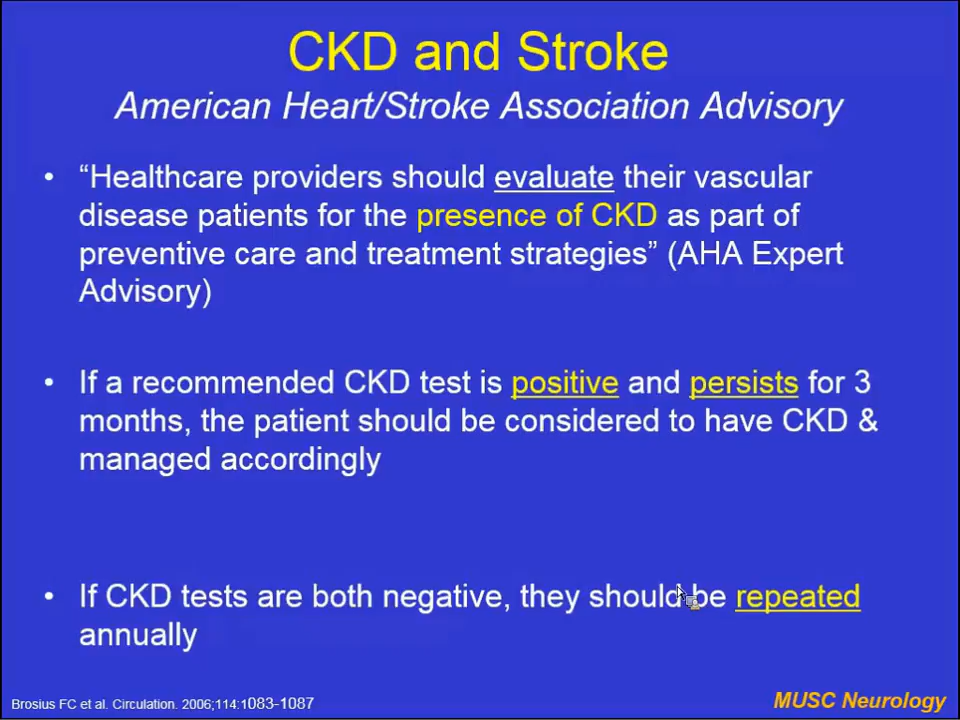 CKD and Stroke
American Heart/Stroke Association Advisory
• “Healthcare providers should evaluate their vascular
disease patients for the presence of CKD as part of
preventive care and treatment strategies” (AHA Expert
Advisory)
• If a recommended CKD test is positive and persists for 3
months, the patient should be considered to have CKD &
managed accordingly
• If CKD tests are both negative, they should be repeated
annually
Brosius FC et al. Circulation. 2006;114:1083-1087
MUSC Neurology